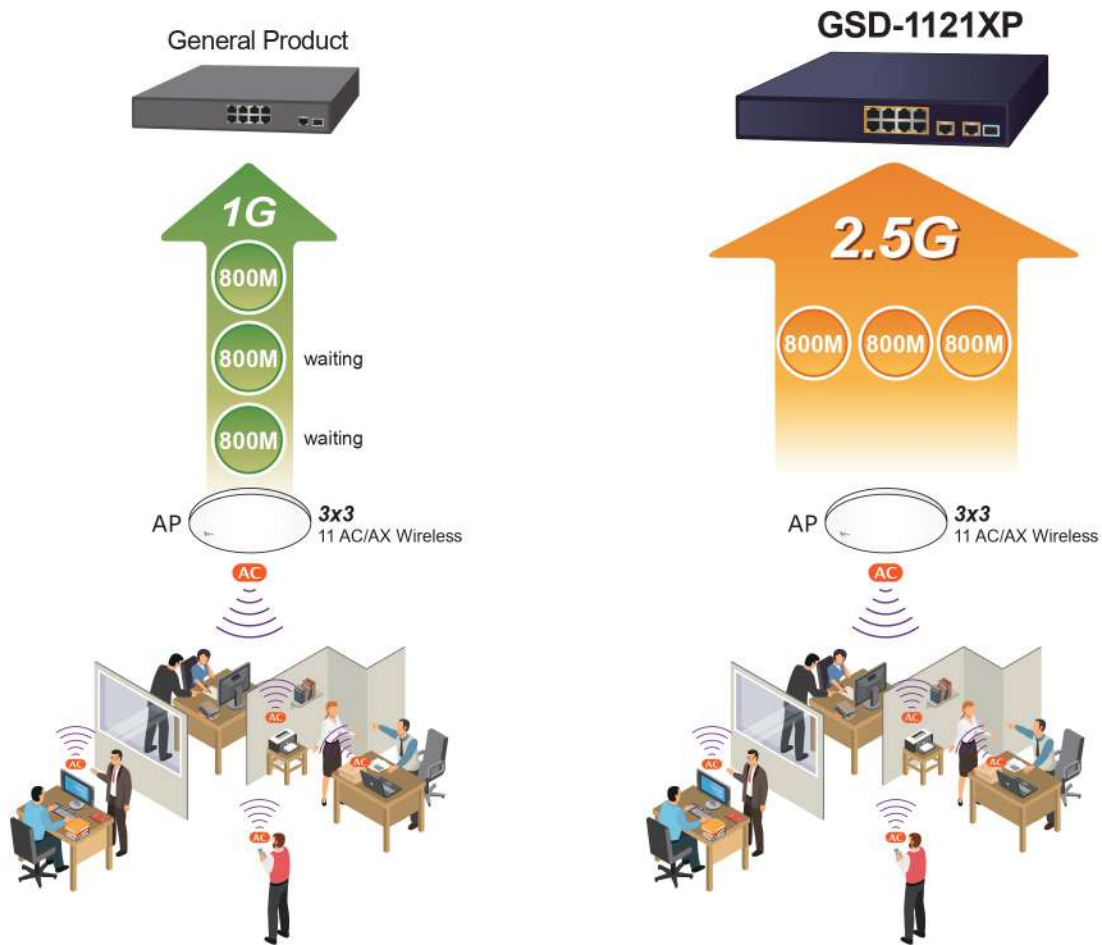 General Product
1G
800M
800M waiting
800M waiting
AP
3x3
11 AC/AX Wireless
AC
AC
AC
AC
AC
GSD-1121XP
2.5G
800M 800M 800M
AP
3x3
11 AC/AX Wireless
AC
AC
AC
AC
AC